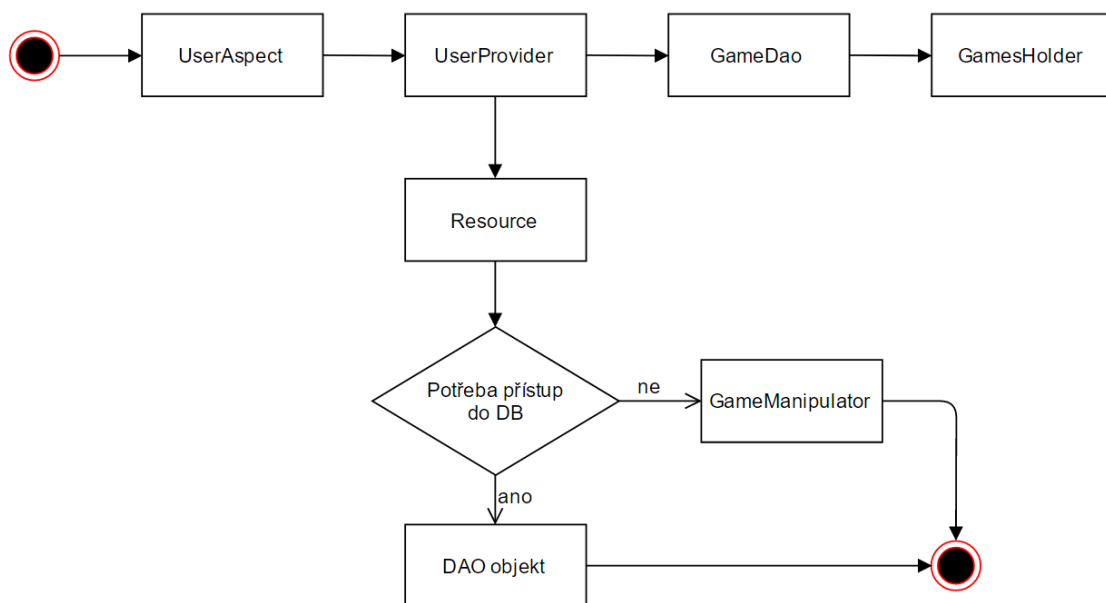 UserAspect
UserProvider
GameDao
GamesHolder
Resource
Potřeba přístup
do DB
ne
GameManipulator
ano
DAO objekt